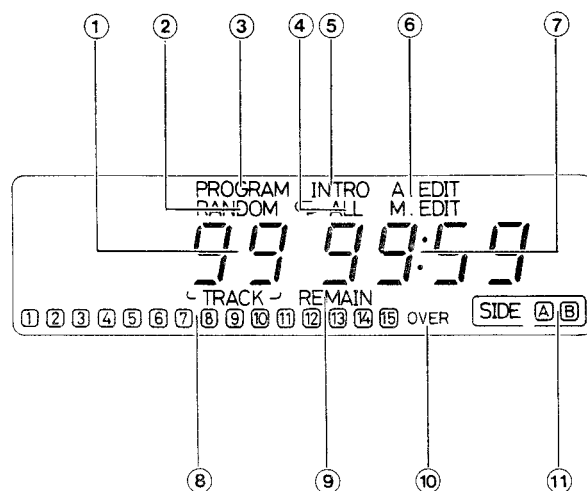 ① ② ③ ④ ⑤ ⑥ ⑦
PROGRAM INTRO A. EDIT
RANDOM ALL M. EDIT
99 99:59
TRACK REMAIN
1 2 3 4 5 6 7 8 9 10 11 12 13 14 15 OVER SIDE A B
⑧ ⑨ ⑩ ⑪